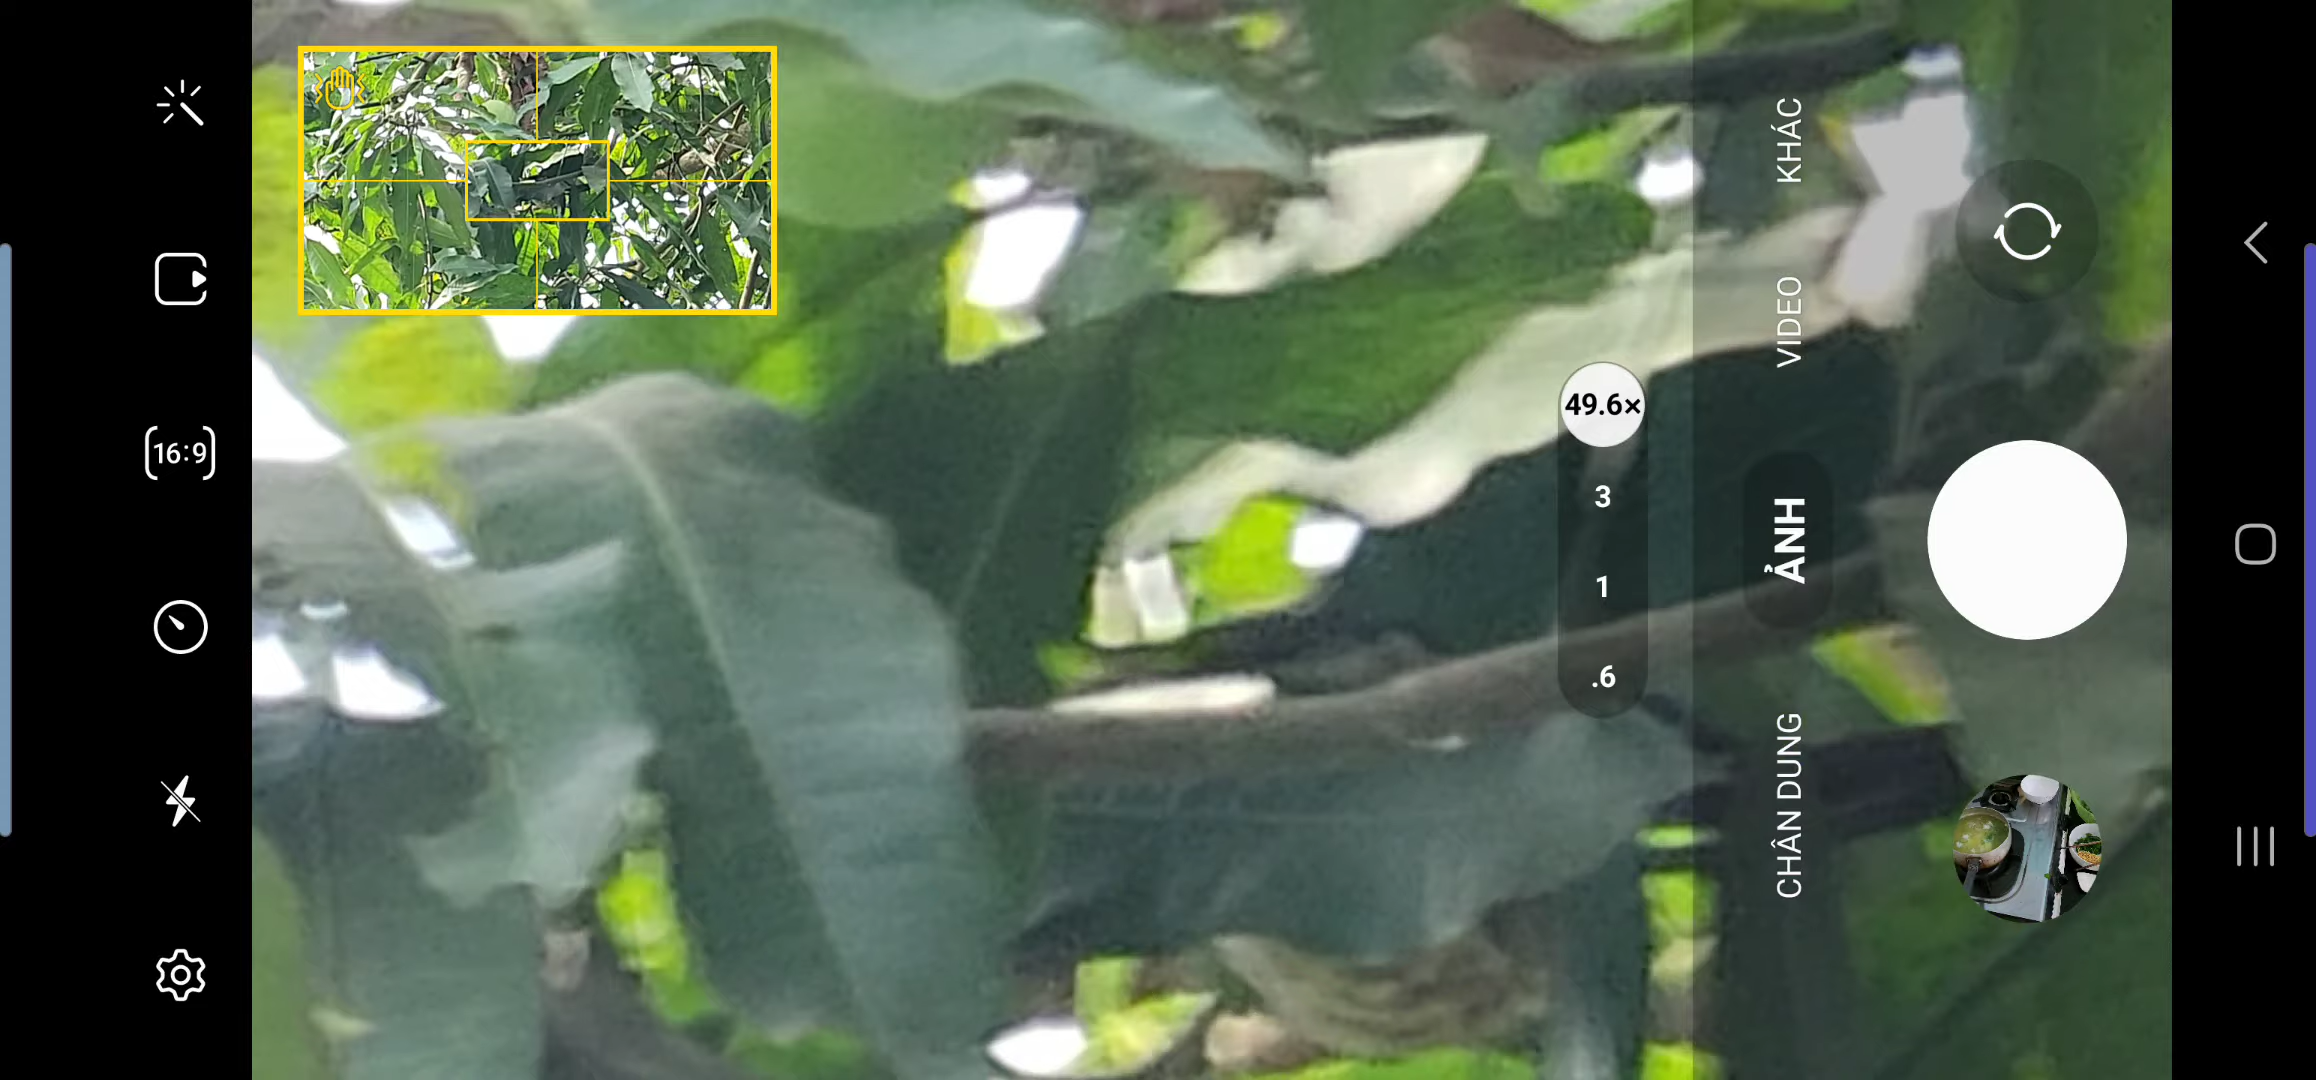 16:9
49.6×
3
1
.6
KHÁC
VIDEO
ẢNH
CHÂN DUNG